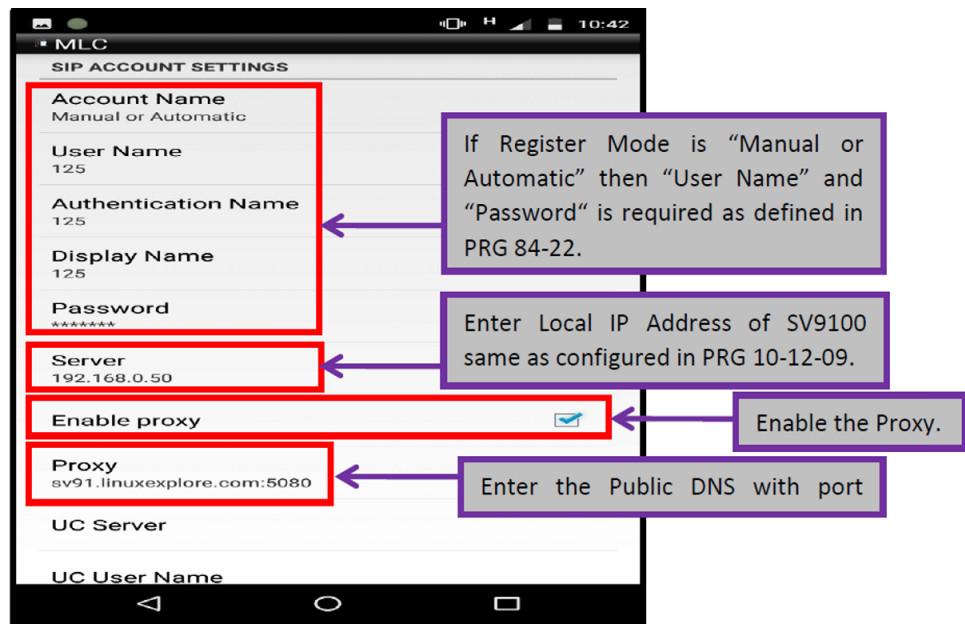 H 10:42
MLC
SIP ACCOUNT SETTINGS
Account Name
Manual or Automatic
User Name
125
Authentication Name
125
Display Name
125
Password
*******
Server
192.168.0.50
Enable proxy
Proxy
sv91.linuxexplore.com:5080
UC Server
UC User Name
If Register Mode is “Manual or
Automatic” then “User Name” and
“Password“ is required as defined in
PRG 84-22.
Enter Local IP Address of SV9100
same as configured in PRG 10-12-09.
Enable the Proxy.
Enter the Public DNS with port